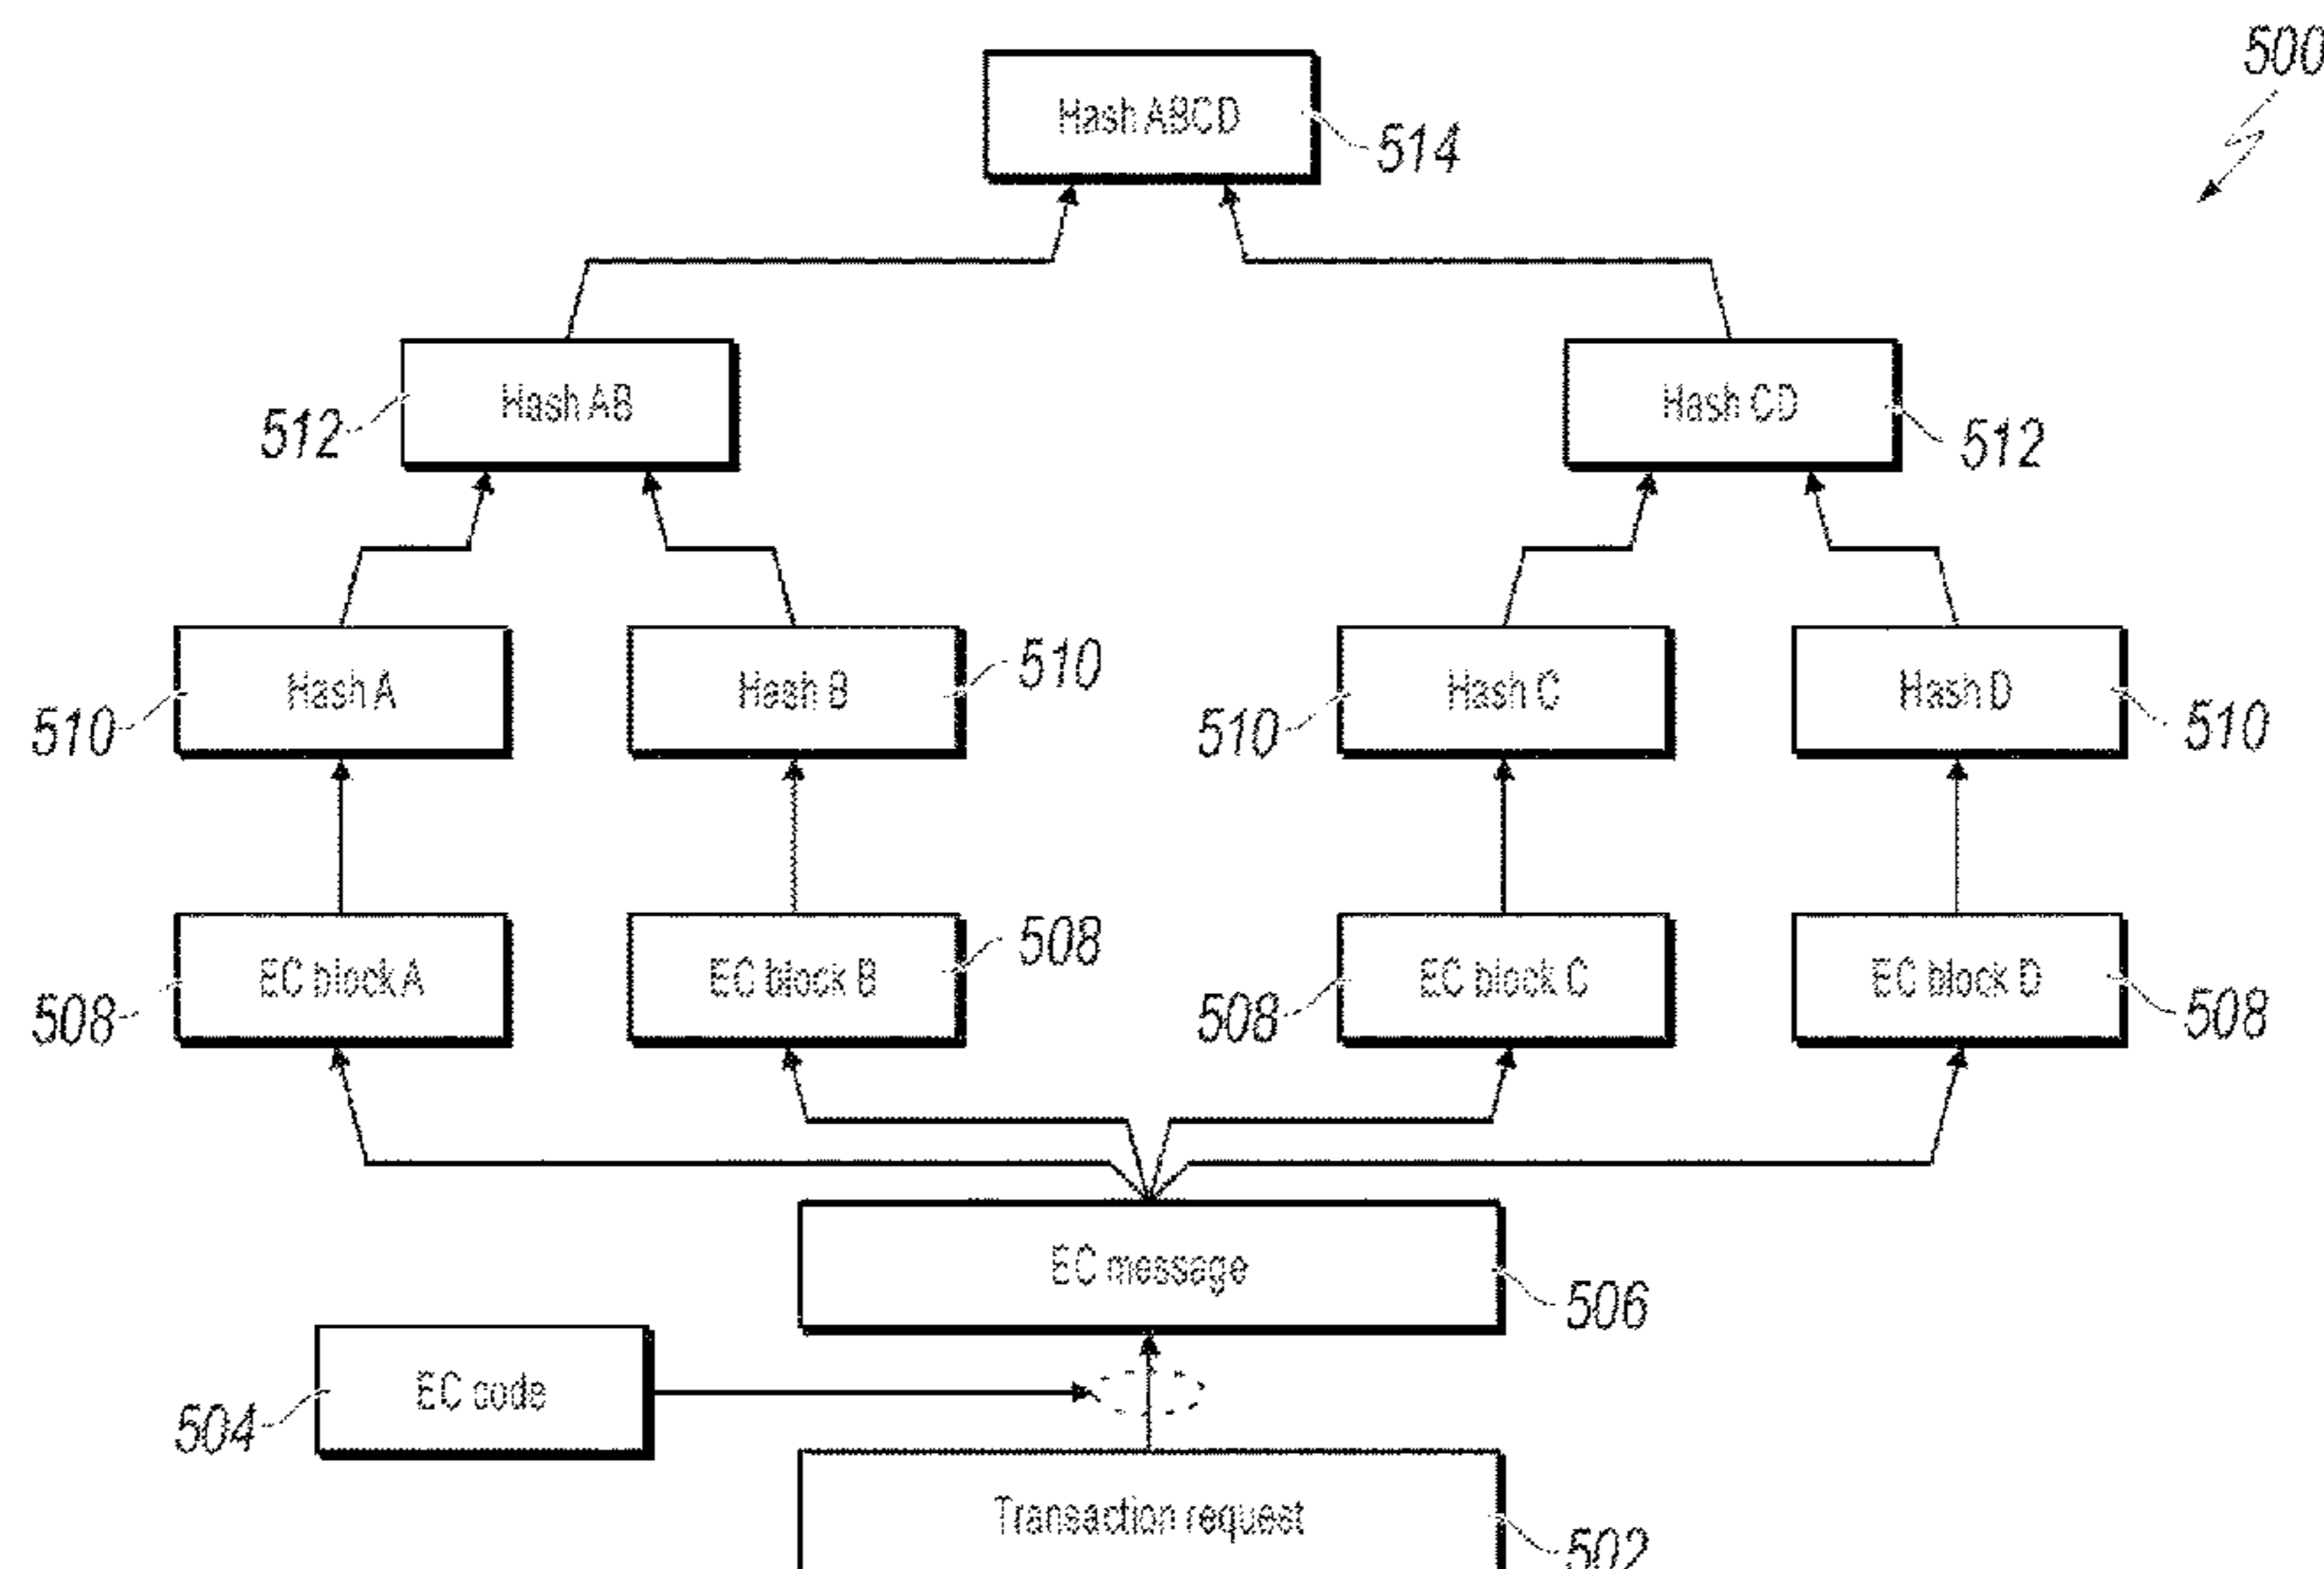 500
Hash ABCD
514
Hash AB
512
Hash CD
512
Hash A
510
Hash B
510
Hash C
510
Hash D
510
EC block A
508
EC block B
508
EC block C
508
EC block D
508
EC message
506
EC code
504
Transaction request
502